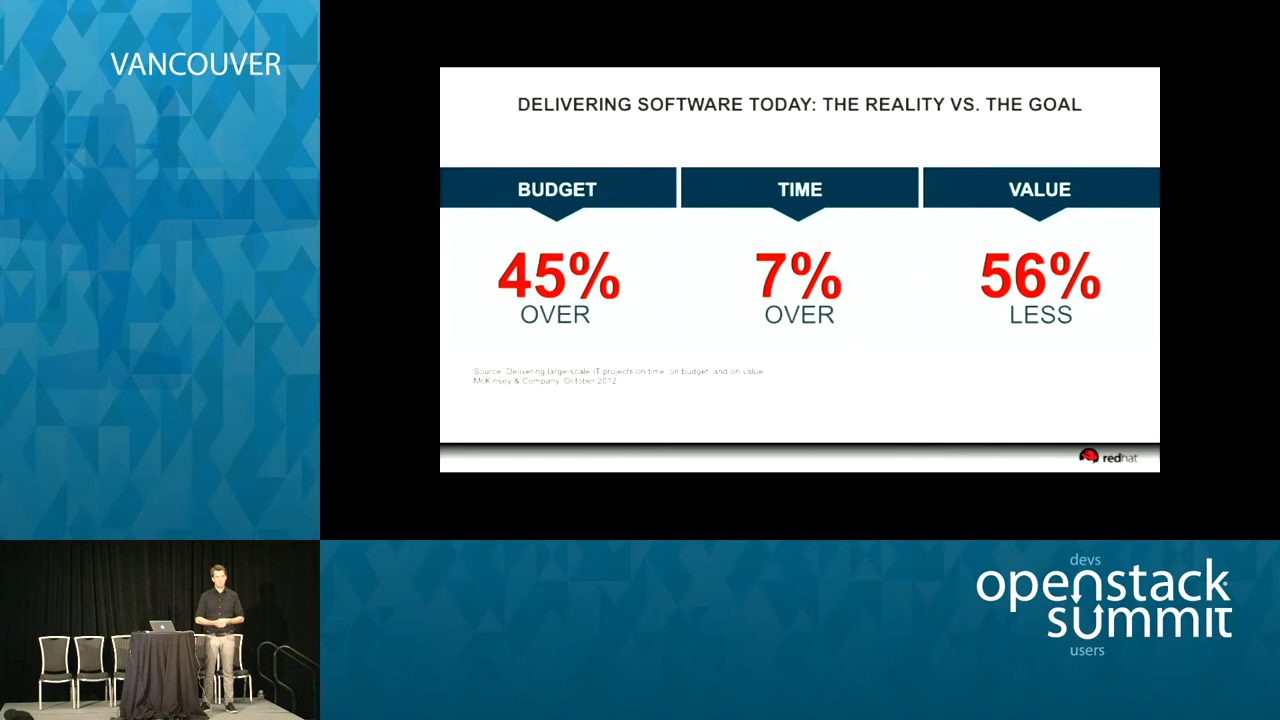 VANCOUVER
DELIVERING SOFTWARE TODAY: THE REALITY VS. THE GOAL
BUDGET
TIME
VALUE
45%
OVER
7%
OVER
56%
LESS
Source: Delivering large-scale IT projects on time, on budget, and on value
McKinsey & Company, October 2012
redhat
devs
openstack
summit
users